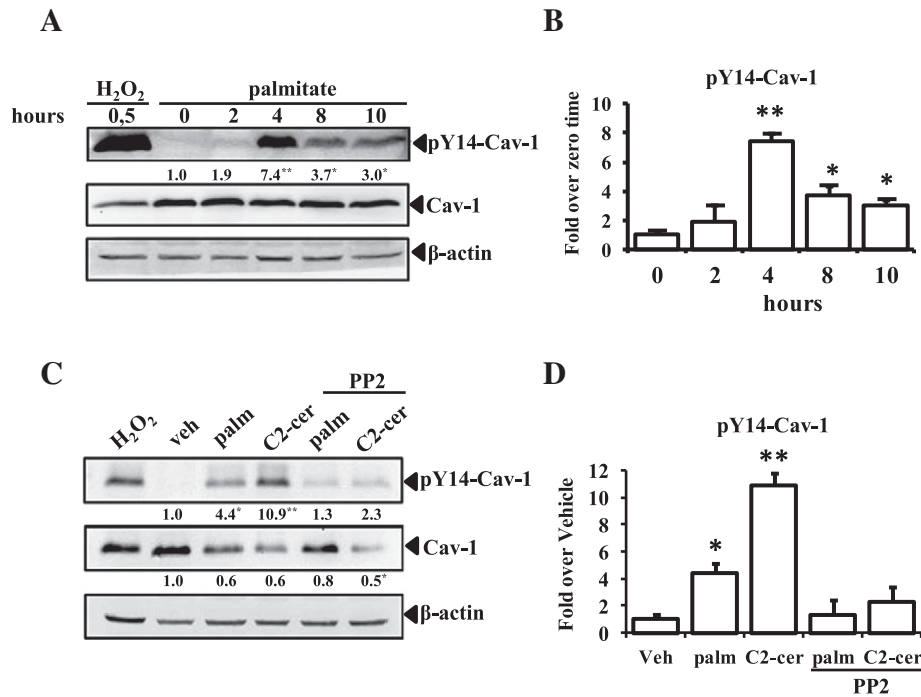 A
H₂O₂ palmitate
hours 0,5 0 2 4 8 10
pY14-Cav-1
1.0 1.9 7.4** 3.7* 3.0*
Cav-1
β-actin
B
pY14-Cav-1
Fold over zero time
10
8
6
4
2
0
** * *
0 2 4 8 10
hours
C
PP2
H₂O₂ veh palm C2-cer palm C2-cer
pY14-Cav-1
1.0 4.4* 10.9** 1.3 2.3
Cav-1
1.0 0.6 0.6 0.8 0.5*
β-actin
D
pY14-Cav-1
Fold over Vehicle
12
10
8
6
4
2
0
* **
Veh palm C2-cer palm C2-cer
PP2